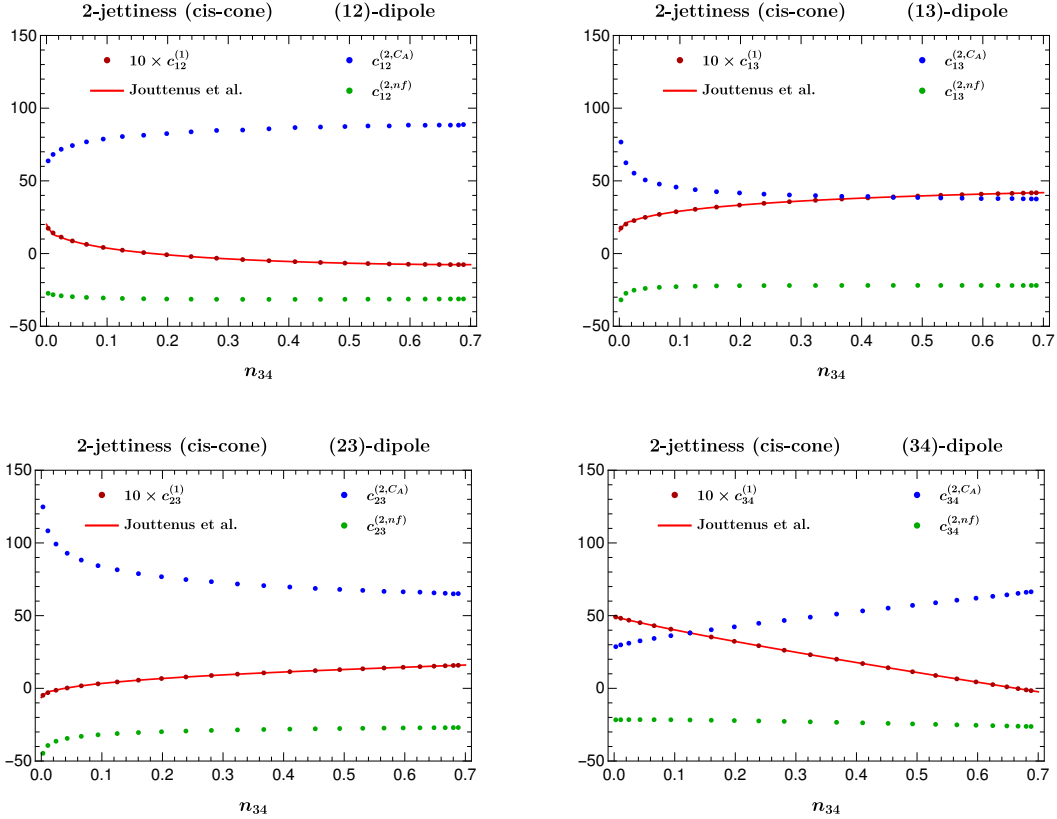 2-jettiness (cis-cone) (12)-dipole
150
100
50
0
−50
10 × c_{12}^{(1)}
Jouttenus et al.
c_{12}^{(2,C_A)}
c_{12}^{(2,nf)}
0.0 0.1 0.2 0.3 0.4 0.5 0.6 0.7
n_{34}
2-jettiness (cis-cone) (13)-dipole
150
100
50
0
−50
10 × c_{13}^{(1)}
Jouttenus et al.
c_{13}^{(2,C_A)}
c_{13}^{(2,nf)}
0.0 0.1 0.2 0.3 0.4 0.5 0.6 0.7
n_{34}
2-jettiness (cis-cone) (23)-dipole
150
100
50
0
−50
10 × c_{23}^{(1)}
Jouttenus et al.
c_{23}^{(2,C_A)}
c_{23}^{(2,nf)}
0.0 0.1 0.2 0.3 0.4 0.5 0.6 0.7
n_{34}
2-jettiness (cis-cone) (34)-dipole
150
100
50
0
−50
10 × c_{34}^{(1)}
Jouttenus et al.
c_{34}^{(2,C_A)}
c_{34}^{(2,nf)}
0.0 0.1 0.2 0.3 0.4 0.5 0.6 0.7
n_{34}